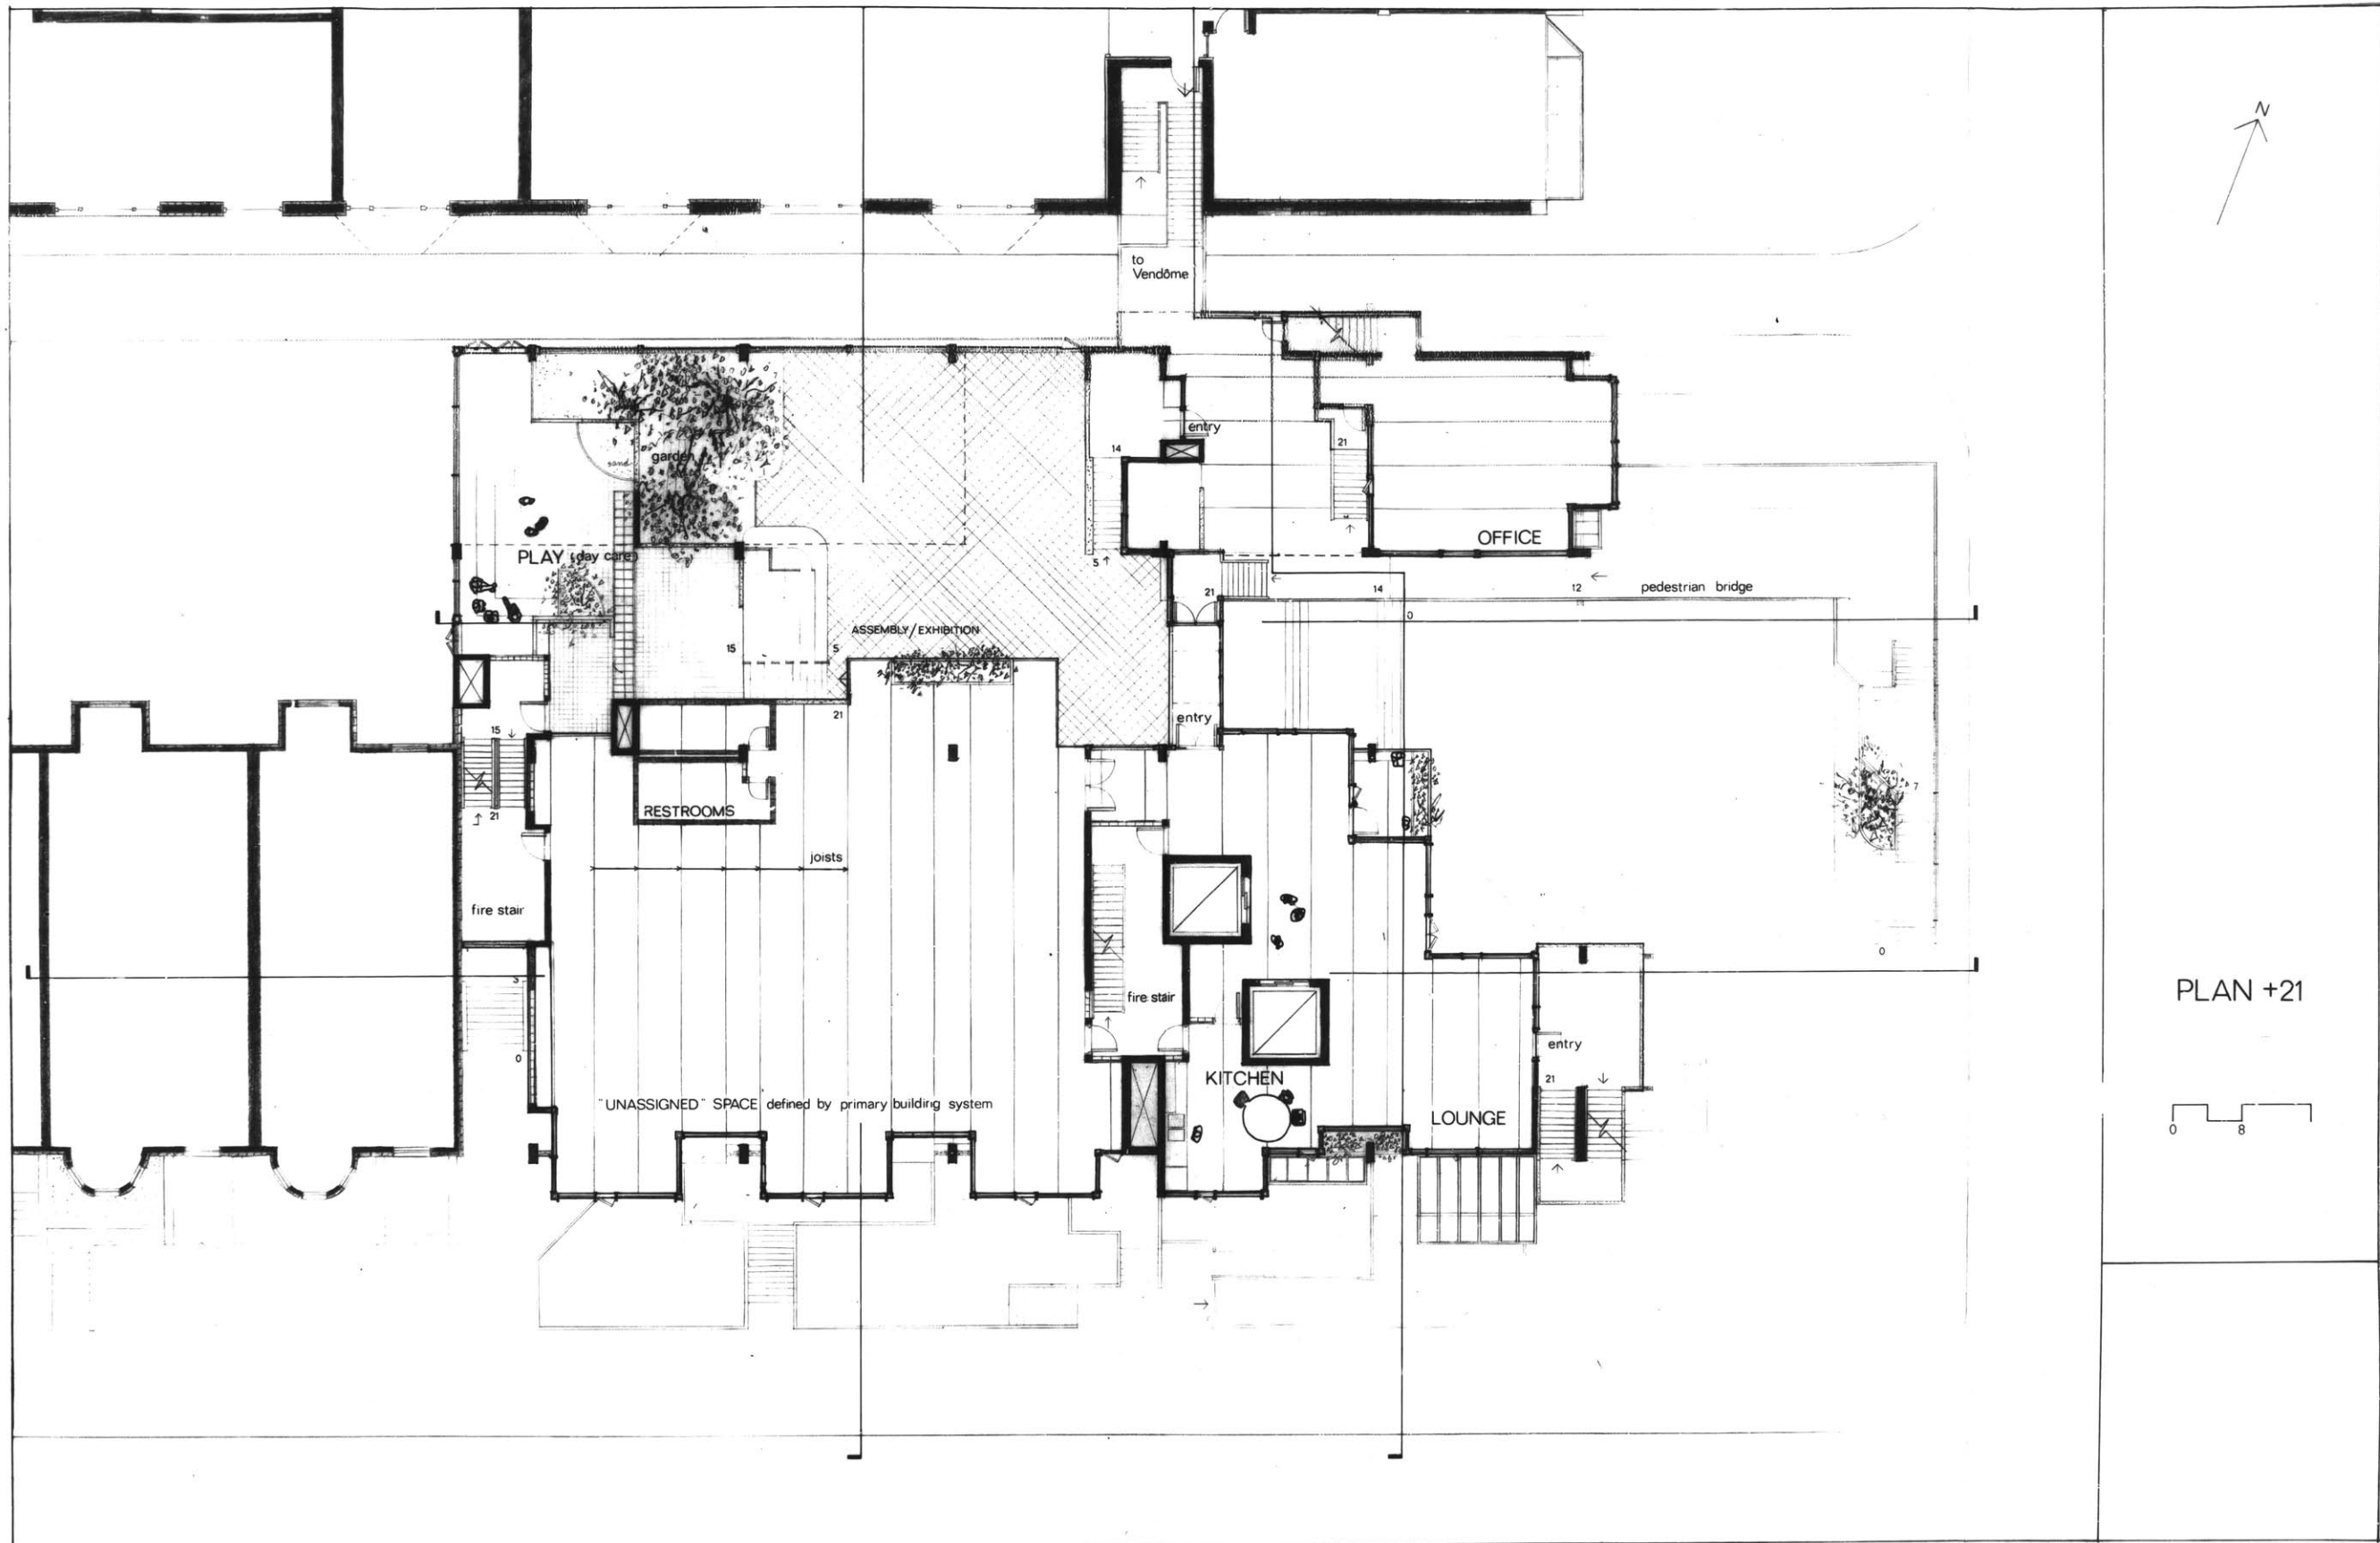 N
to
Vendôme
entry
21
14
garden
sand
OFFICE
PLAY (day care)
5
pedestrian bridge
12
14
21
0
ASSEMBLY/EXHIBITION
15
5
21
entry
15
21
RESTROOMS
7
joists
fire stair
0
3
fire stair
PLAN +21
0
entry
21
KITCHEN
"UNASSIGNED" SPACE defined by primary building system
LOUNGE
0
8